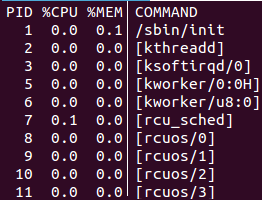 PID %CPU %MEM COMMAND
1 0.0 0.1 /sbin/init
2 0.0 0.0 [kthreadd]
3 0.0 0.0 [ksoftirqd/0]
5 0.0 0.0 [kworker/0:0H]
6 0.0 0.0 [kworker/u8:0]
7 0.1 0.0 [rcu_sched]
8 0.0 0.0 [rcuos/0]
9 0.0 0.0 [rcuos/1]
10 0.0 0.0 [rcuos/2]
11 0.0 0.0 [rcuos/3]